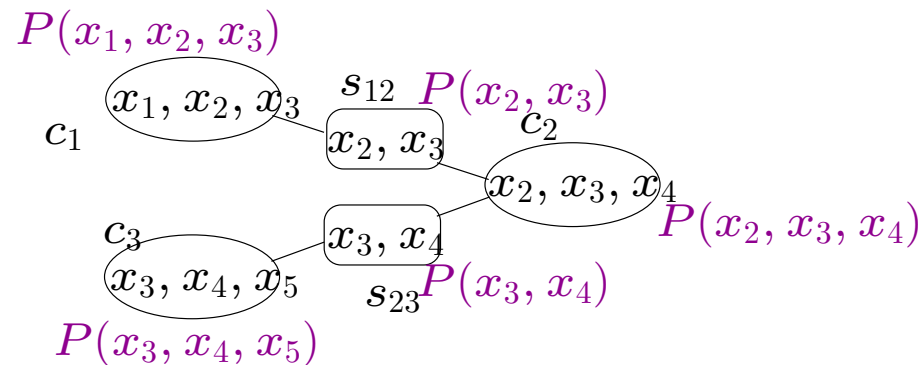 P(x₁, x₂, x₃)
x₁, x₂, x₃
s₁₂
P(x₂, x₃)
c₁
x₂, x₃
c₂
x₂, x₃, x₄
P(x₂, x₃, x₄)
c₃
x₃, x₄
x₃, x₄, x₅
s₂₃
P(x₃, x₄)
P(x₃, x₄, x₅)